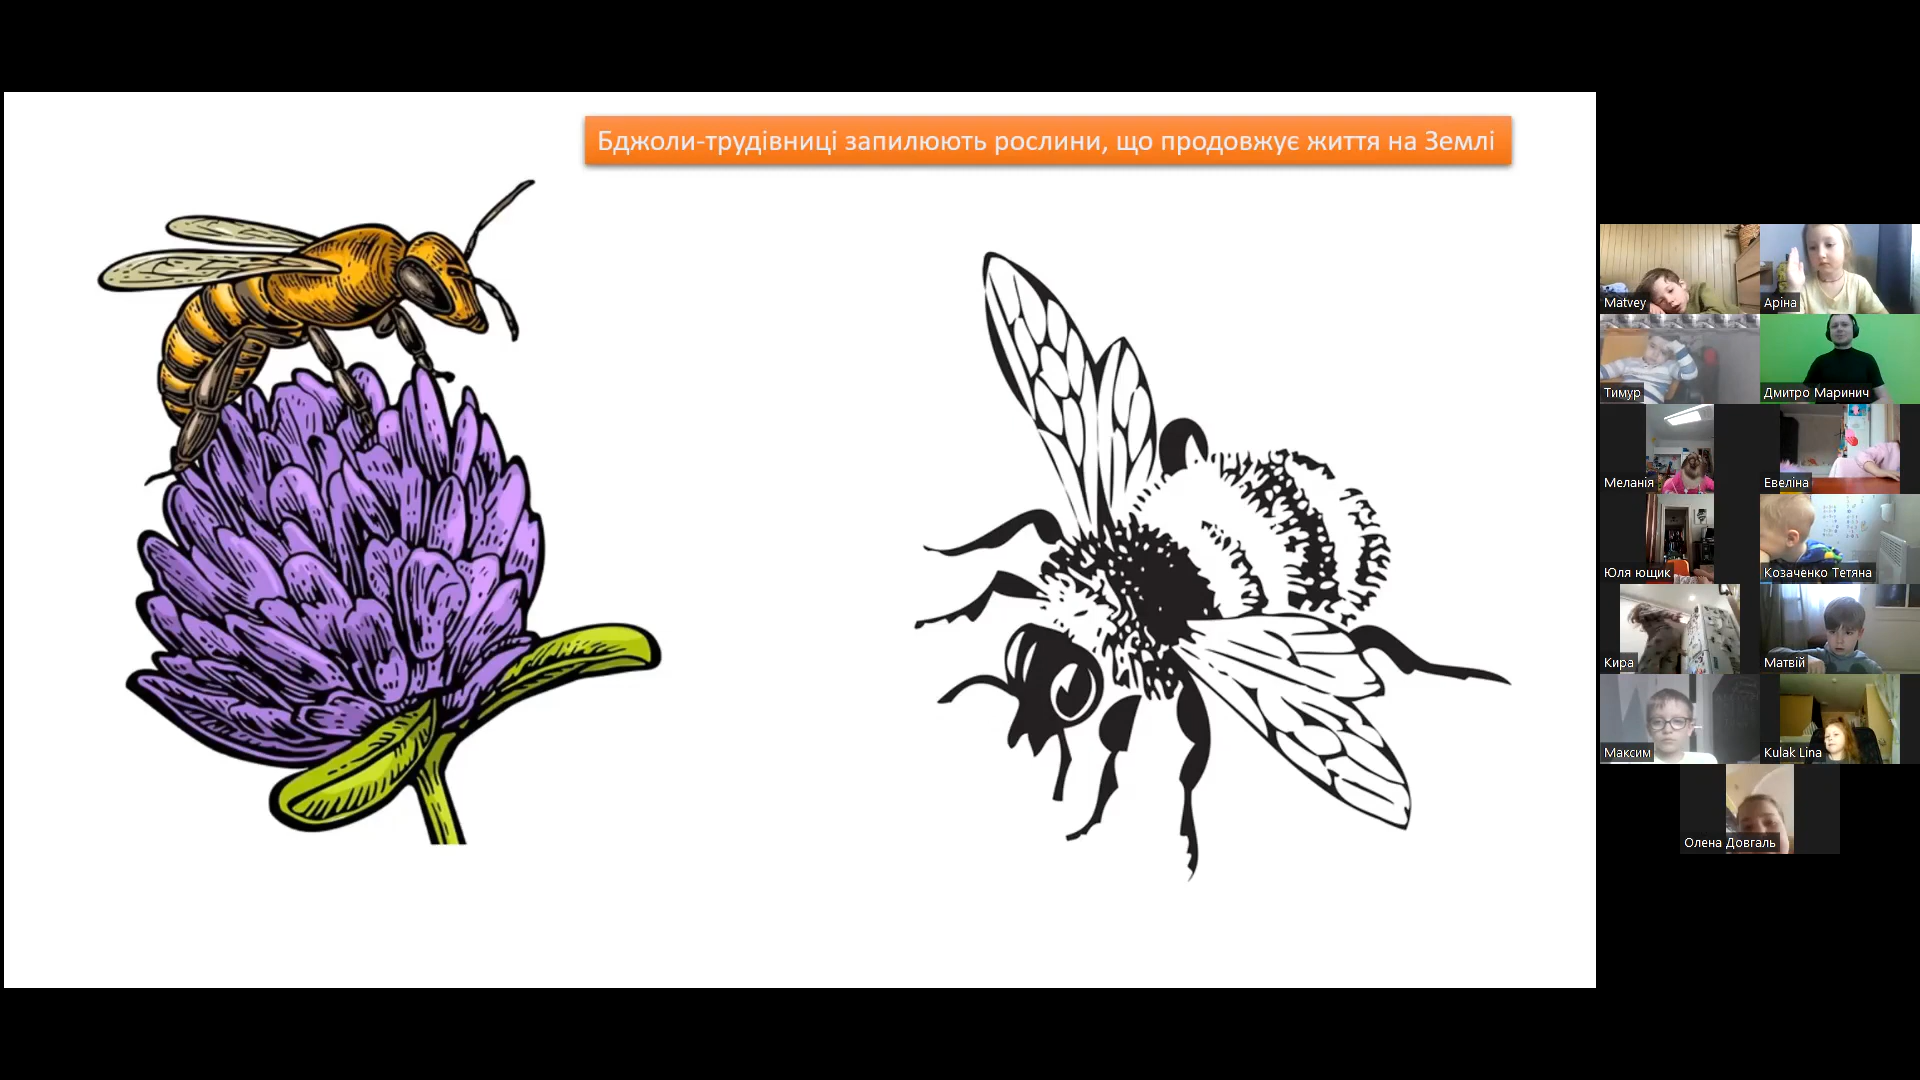 Бджоли-трудівниці запилюють рослини, що продовжує життя на Землі
Matvey
Аріна
Тимур
Дмитро Маринич
Меланія
Евеліна
Юля ющик
Козаченко Тетяна
Кира
Матвій
Максим
Kulak Lina
Олена Довгаль